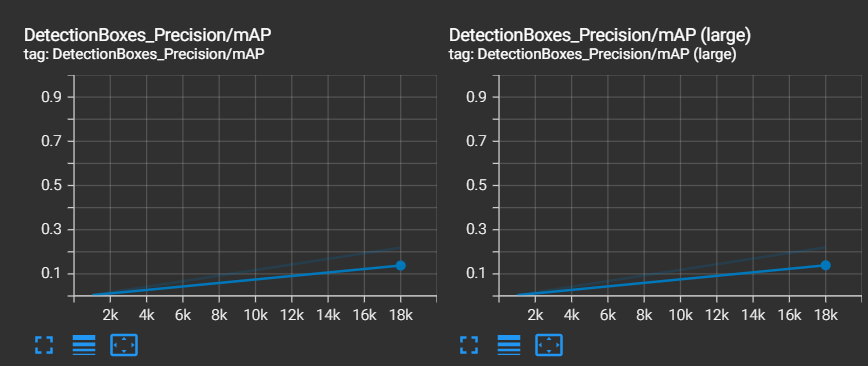 DetectionBoxes_Precision/mAP
tag: DetectionBoxes_Precision/mAP
0.9
0.7
0.5
0.3
0.1
2k 4k 6k 8k 10k 12k 14k 16k 18k
DetectionBoxes_Precision/mAP (large)
tag: DetectionBoxes_Precision/mAP (large)
0.9
0.7
0.5
0.3
0.1
2k 4k 6k 8k 10k 12k 14k 16k 18k